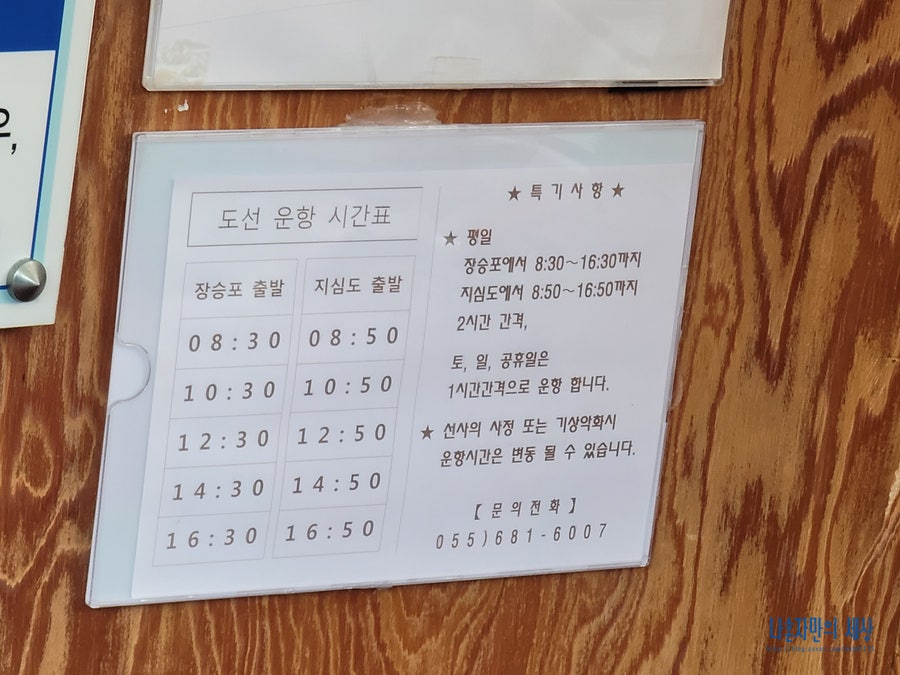 도선 운항 시간표
장승포 출발 지심도 출발
08:30 08:50
10:30 10:50
12:30 12:50
14:30 14:50
16:30 16:50
★특기사항★
★ 평일
장승포에서 8:30~16:30까지
지심도에서 8:50~16:50까지
2시간 간격,
토, 일, 공휴일은
1시간간격으로 운항 합니다.
★ 선사의 사정 또는 기상악화시
운항시간은 변동 될 수 있습니다.
【문의전화】
055)681-6007